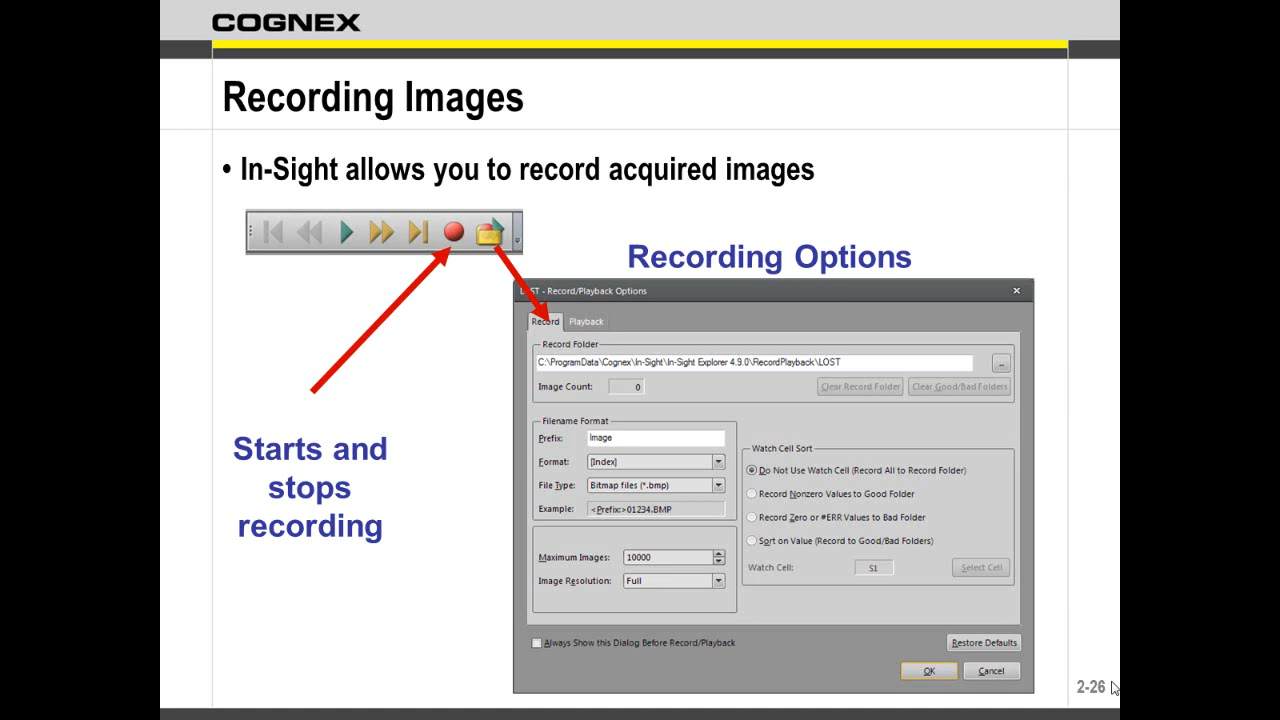 COGNEX
Recording Images
• In-Sight allows you to record acquired images
Recording Options
Starts and
stops
recording
ST - Record/Playback Options
Record Playback
Record Folder
C:\ProgramData\Cognex\In-Sight\In-Sight Explorer 4.9.0\RecordPlayback\LOST
...
Image Count: 0
Clear Record Folder
Clear Good/Bad Folders
Filename Format
Prefix: Image
Format: [Index]
File Type: Bitmap files (*.bmp)
Example: <Prefix>01234.BMP
Maximum Images: 10000
Image Resolution: Full
Watch Cell Sort
Do Not Use Watch Cell (Record All to Record Folder)
Record Nonzero Values to Good Folder
Record Zero or #ERR Values to Bad Folder
Sort on Value (Record to Good/Bad Folders)
Watch Cell: S1 Select Cell
Always Show this Dialog Before Record/Playback
Restore Defaults
OK Cancel
2-26